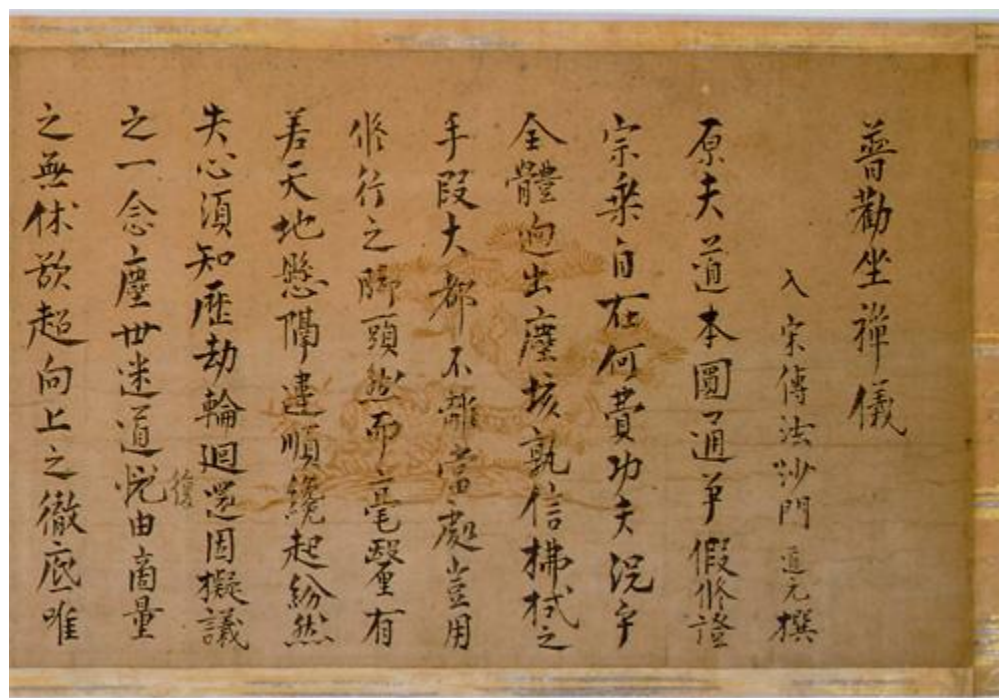 普勸坐禪儀
入宋傳法沙門道元撰
原夫道本圓通爭假修證
宗乘自在何費功夫況乎
全體逈出塵埃孰信拂拭之
手段大都不離當處豈用
修行之脚頭然而毫釐有
差天地懸隔違順纔起紛然
失心須知歷劫輪廻還因擬議
之一念塵世迷道復由商量
之無休欲超向上之徹底唯